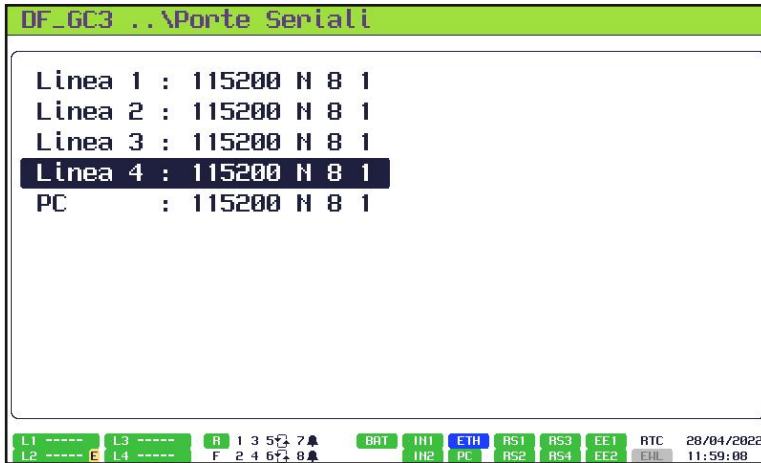 DF_GC3 ..\Porte Seriali
Linea 1 : 115200 N 8 1
Linea 2 : 115200 N 8 1
Linea 3 : 115200 N 8 1
Linea 4 : 115200 N 8 1
PC : 115200 N 8 1
L1 ----- L3 ----- R 1 3 5 7 BAT IN1 ETH RS1 RS3 EE1 RTC 28/04/2022
L2 ----- E L4 ----- F 2 4 6 8 IN2 PC RS2 RS4 EE2 11:59:08